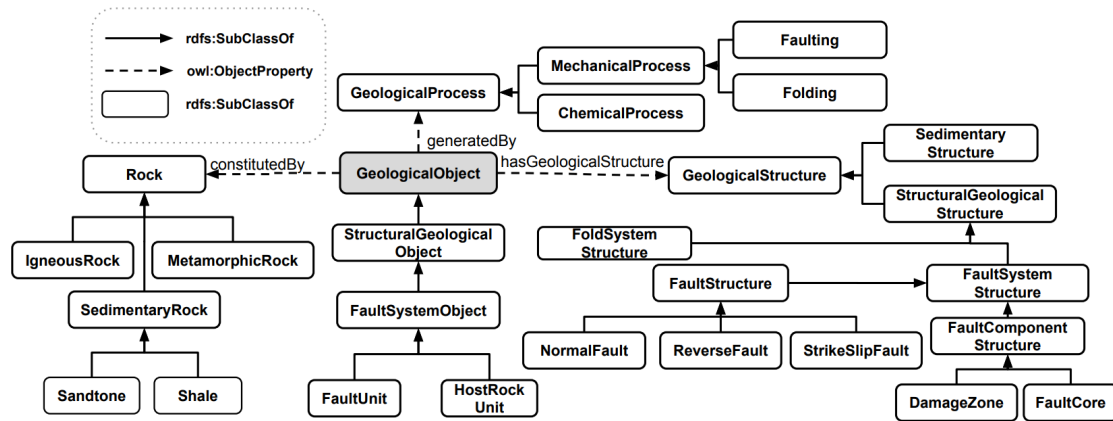 rdfs:SubClassOf
owl:ObjectProperty
rdfs:SubClassOf
Faulting
MechanicalProcess
GeologicalProcess
Folding
ChemicalProcess
generatedBy
Sedimentary
Structure
constitutedBy
hasGeologicalStructure
Rock
GeologicalObject
GeologicalStructure
StructuralGeological
Structure
StructuralGeological
Object
FoldSystem
Structure
IgneousRock
MetamorphicRock
FaultStructure
FaultSystem
Structure
SedimentaryRock
FaultSystemObject
FaultComponent
Structure
NormalFault
ReverseFault
StrikeSlipFault
Sandtone
Shale
FaultUnit
HostRock
Unit
DamageZone
FaultCore